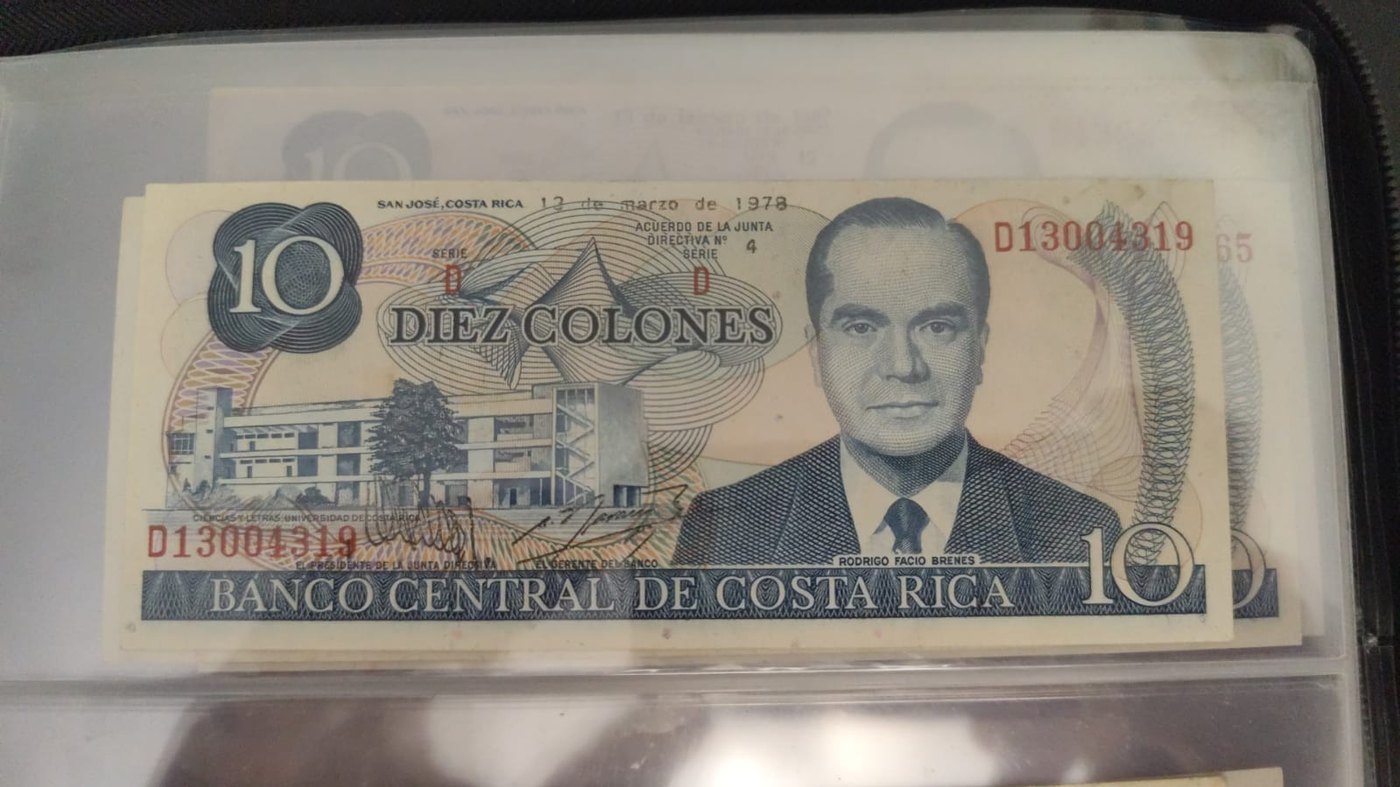 10
SAN JOSÉ, COSTA RICA 13 de marzo de 1978
ACUERDO DE LA JUNTA
DIRECTIVA Nº 4
SERIE SERIE
D D
D13004319
65
DIEZ COLONES
CIENCIAS Y LETRAS UNIVERSIDAD DE COSTA RICA
D13004319
EL PRESIDENTE DE LA JUNTA DIRECTIVA EL GERENTE DEL BANCO
RODRIGO FACIO BRENES
BANCO CENTRAL DE COSTA RICA
10